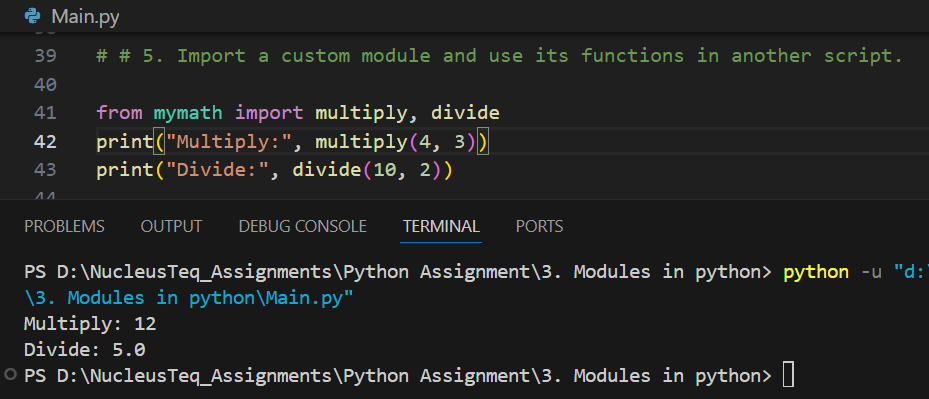 Main.py
39 # # 5. Import a custom module and use its functions in another script.
40
41 from mymath import multiply, divide
42 print("Multiply:", multiply(4, 3))
43 print("Divide:", divide(10, 2))
44
PROBLEMS OUTPUT DEBUG CONSOLE TERMINAL PORTS
PS D:\NucleusTeq_Assignments\Python Assignment\3. Modules in python> python -u "d:\
\3. Modules in python\Main.py"
Multiply: 12
Divide: 5.0
PS D:\NucleusTeq_Assignments\Python Assignment\3. Modules in python>